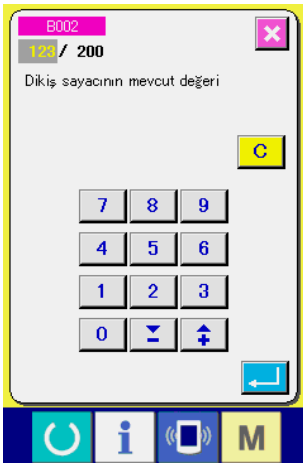 B002
123 / 200
Dikiş sayacının mevcut değeri
C
7 8 9
4 5 6
1 2 3
0
i M